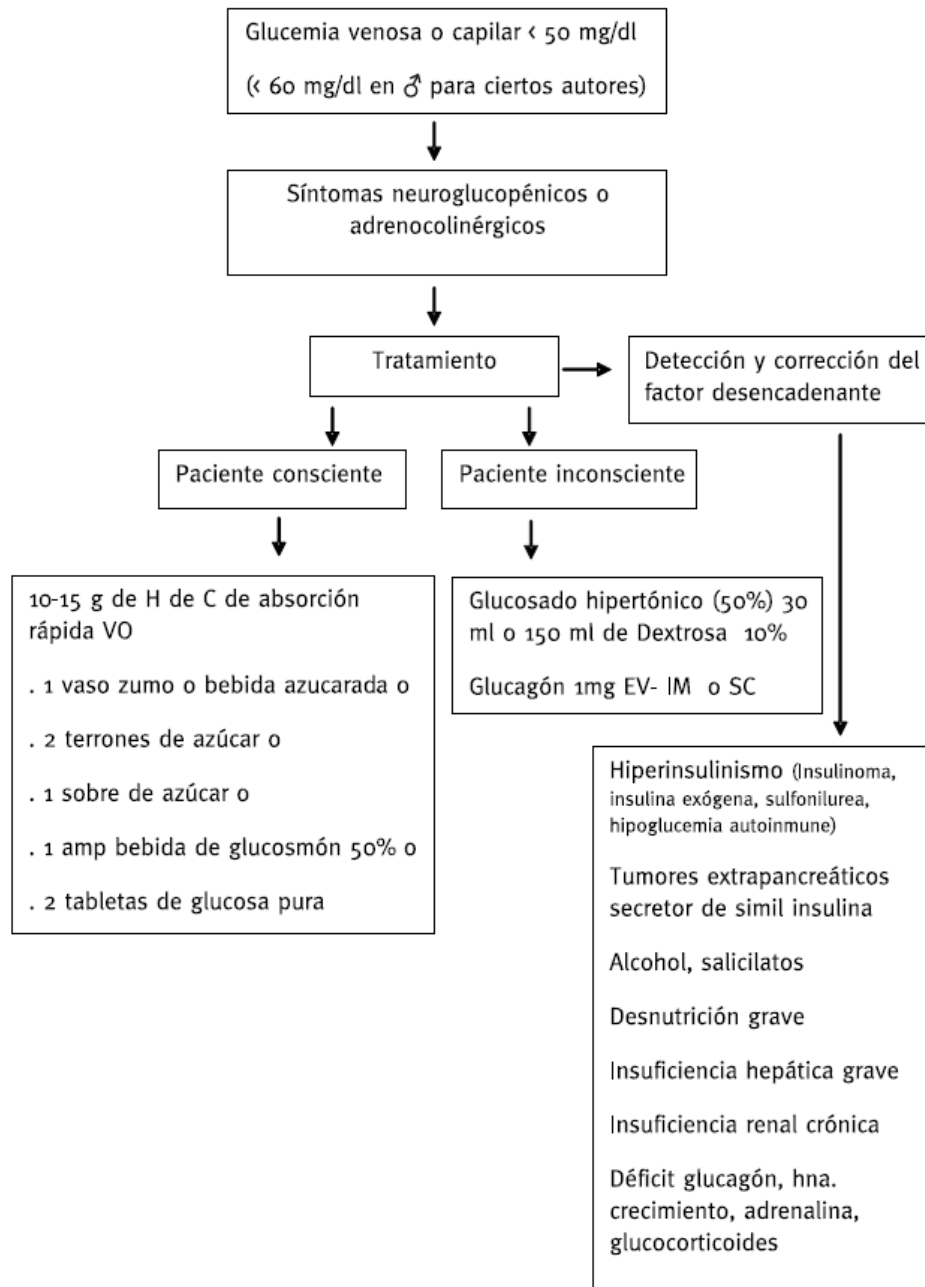 Glucemia venosa o capilar < 50 mg/dl
(< 60 mg/dl en ♂ para ciertos autores)
Síntomas neuroglucopénicos o
adrenocolinérgicos
Tratamiento
Detección y corrección del
factor desencadenante
Paciente consciente
Paciente inconsciente
10-15 g de H de C de absorción
rápida VO
. 1 vaso zumo o bebida azucarada o
. 2 terrones de azúcar o
. 1 sobre de azúcar o
. 1 amp bebida de glucosmón 50% o
. 2 tabletas de glucosa pura
Glucosado hipertónico (50%) 30
ml o 150 ml de Dextrosa 10%
Glucagón 1mg EV- IM o SC
Hiperinsulinismo (Insulinoma,
insulina exógena, sulfonilurea,
hipoglucemia autoinmune)
Tumores extrapancreáticos
secretor de simil insulina
Alcohol, salicilatos
Desnutrición grave
Insuficiencia hepática grave
Insuficiencia renal crónica
Déficit glucagón, hna.
crecimiento, adrenalina,
glucocorticoides